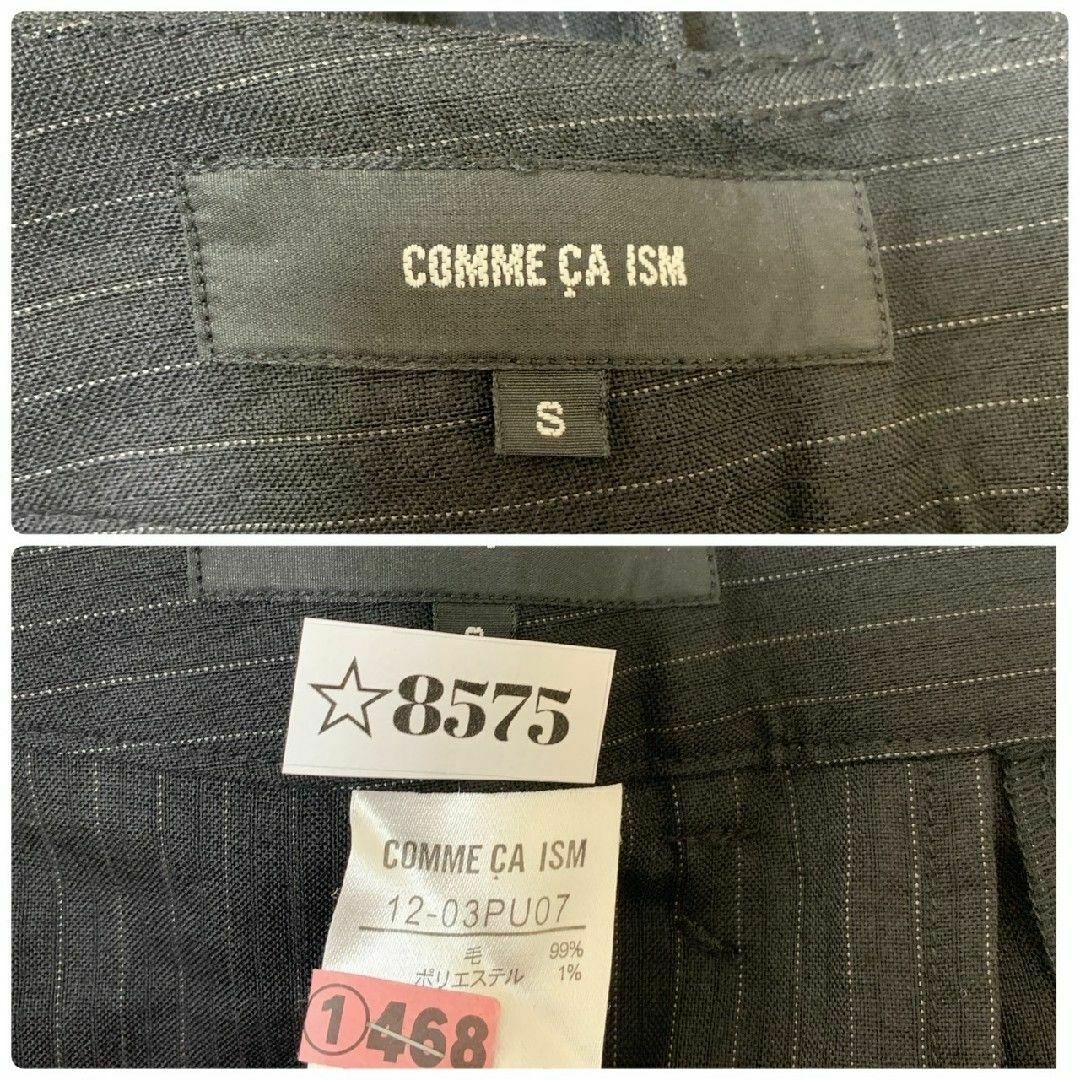 COMME ÇA ISM
S
☆8575
COMME ÇA ISM
12-03PU07
毛 99%
ポリエステル 1%
①468